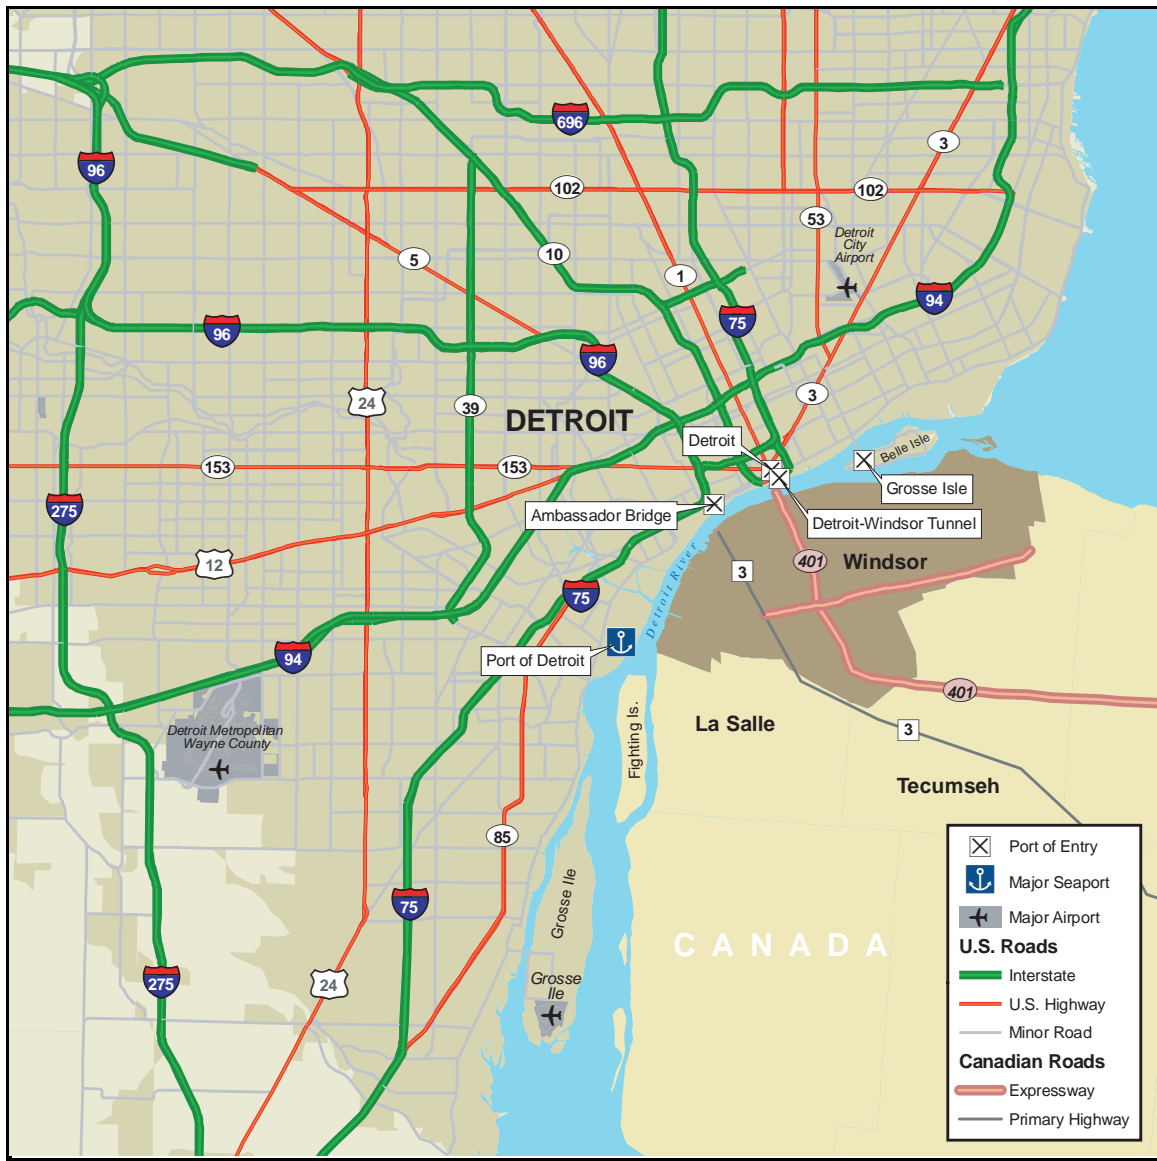 696
3
96
102
102
53
Detroit
City
Airport
5
10
1
94
75
96
96
24
39
3
DETROIT
Detroit
Belle Isle
153
153
Grosse Isle
275
Ambassador Bridge
Detroit-Windsor Tunnel
12
401
Windsor
3
75
Detroit River
94
Port of Detroit
401
Detroit Metropolitan
Wayne County
Fighting Is.
La Salle
3
Tecumseh
85
75
Grosse Ile
CANADA
275
24
Grosse
Ile
Port of Entry
Major Seaport
Major Airport
U.S. Roads
Interstate
U.S. Highway
Minor Road
Canadian Roads
Expressway
Primary Highway